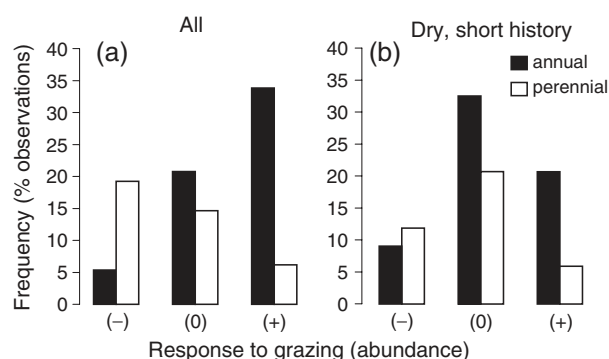 All
Dry, short history
(a)
(b)
annual
perennial
Frequency (% observations)
40
35
30
25
20
15
10
5
0
40
35
30
25
20
15
10
5
0
(−) (0) (+)
(−) (0) (+)
Response to grazing (abundance)